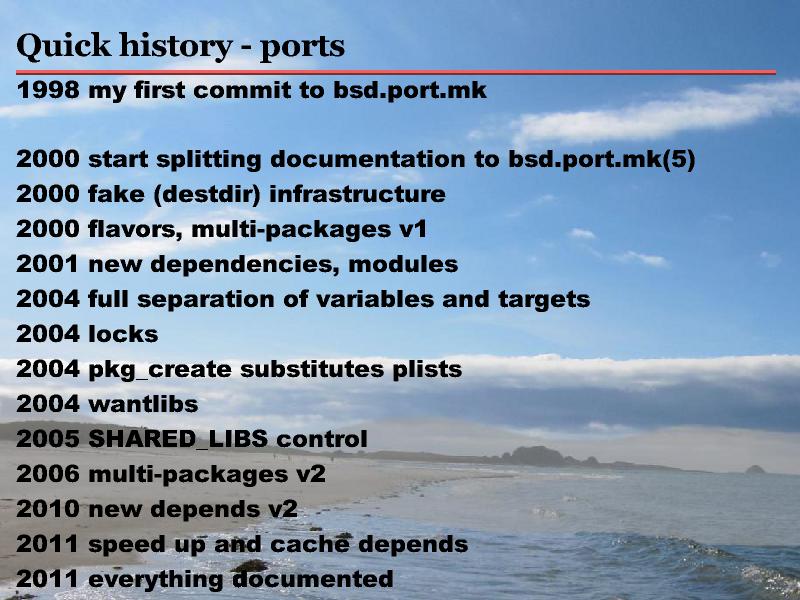 Quick history - ports
1998 my first commit to bsd.port.mk
2000 start splitting documentation to bsd.port.mk(5)
2000 fake (destdir) infrastructure
2000 flavors, multi-packages v1
2001 new dependencies, modules
2004 full separation of variables and targets
2004 locks
2004 pkg_create substitutes plists
2004 wantlibs
2005 SHARED_LIBS control
2006 multi-packages v2
2010 new depends v2
2011 speed up and cache depends
2011 everything documented